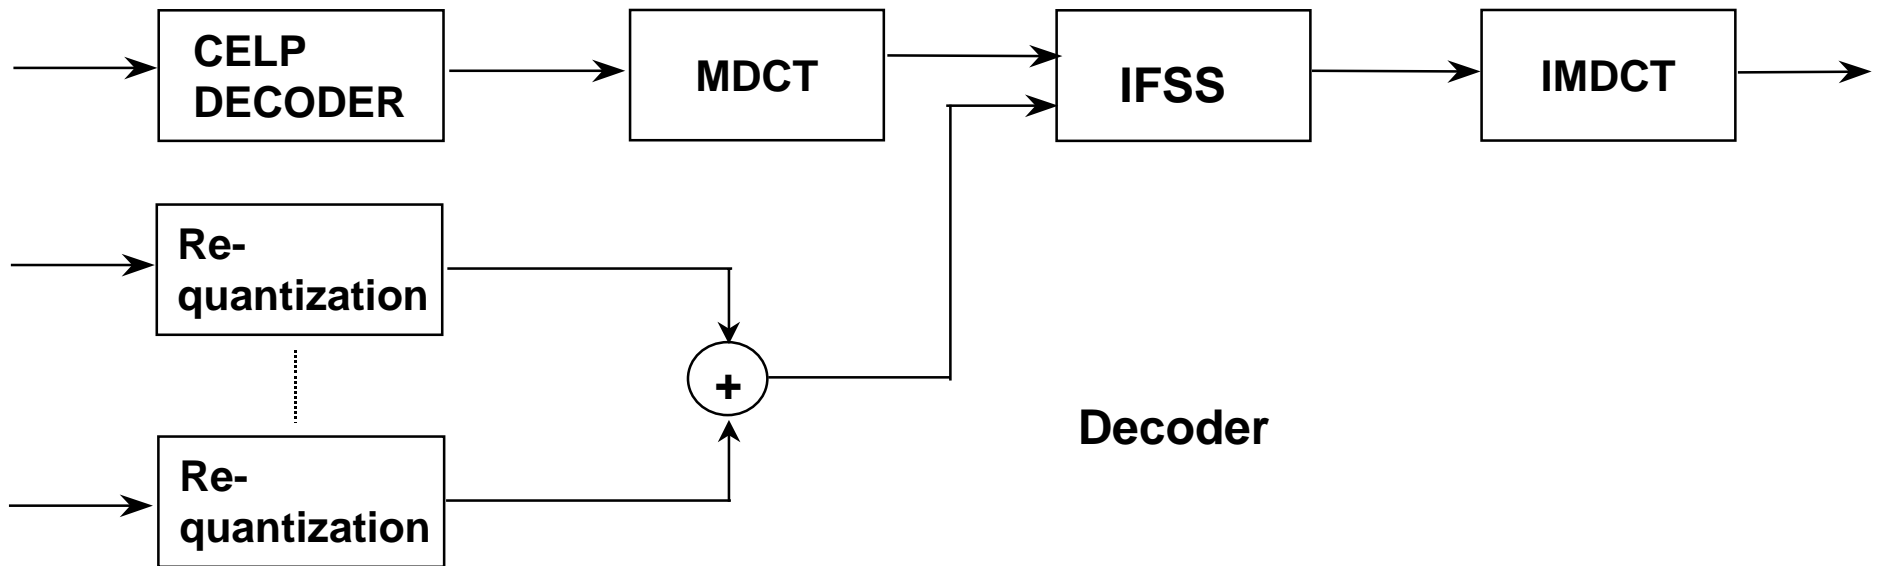 CELP
DECODER
MDCT
IFSS
IMDCT
Re-
quantization
+
Decoder
Re-
quantization